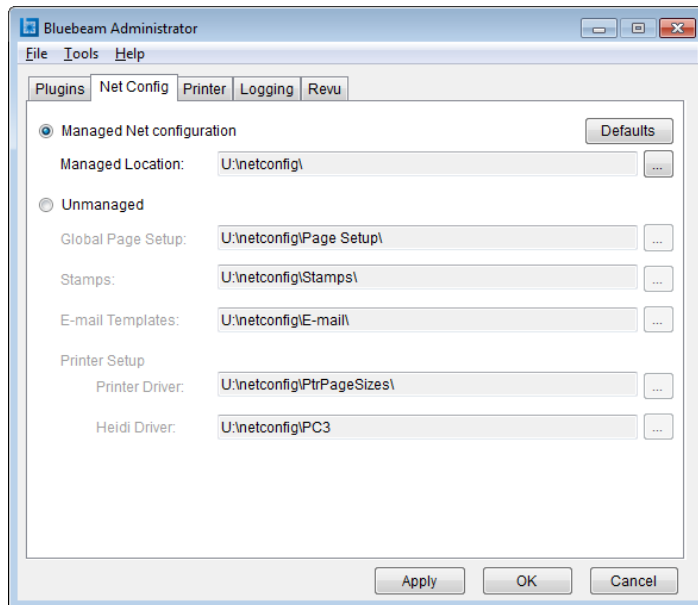 Bluebeam Administrator
File Tools Help
Plugins Net Config Printer Logging Revu
Managed Net configuration Defaults
Managed Location: U:\netconfig\ ...
Unmanaged
Global Page Setup: U:\netconfig\Page Setup\ ...
Stamps: U:\netconfig\Stamps\ ...
E-mail Templates: U:\netconfig\E-mail\ ...
Printer Setup
Printer Driver: U:\netconfig\PtrPageSizes\ ...
Heidi Driver: U:\netconfig\PC3 ...
Apply OK Cancel